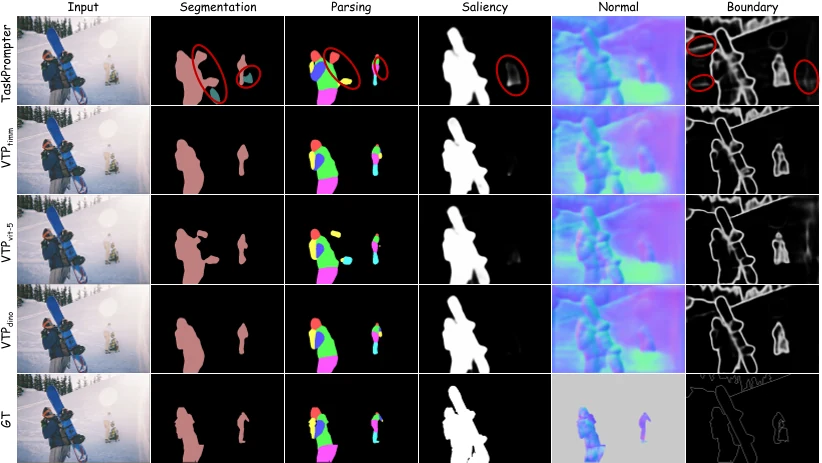 Input Segmentation Parsing Saliency Normal Boundary
TaskPrompter
VTPtimm
VTPvit-5
VTPdino
GT